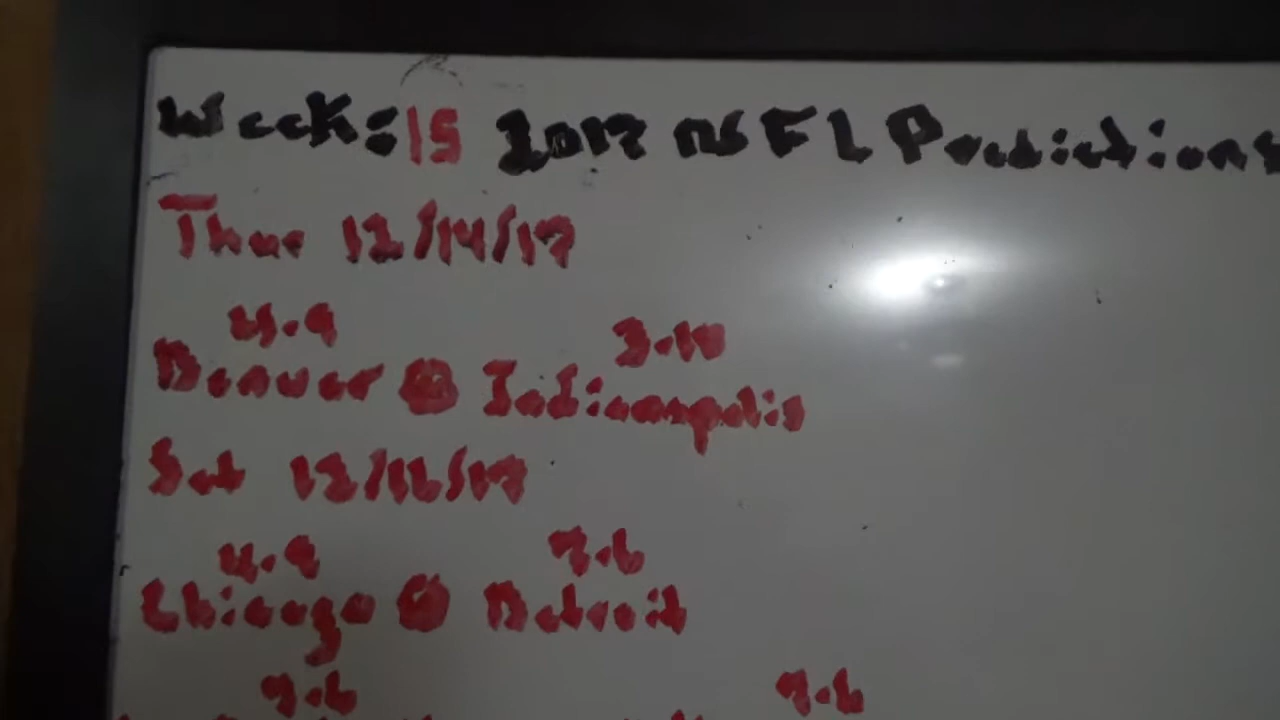 Week:15 2017 NFL Predictions
Thur 12/14/17
4.9 3.10
Denver @ Indianapolis
Sat 12/16/17
4.9 7.6
Chicago @ Detroit
7.6 7.6